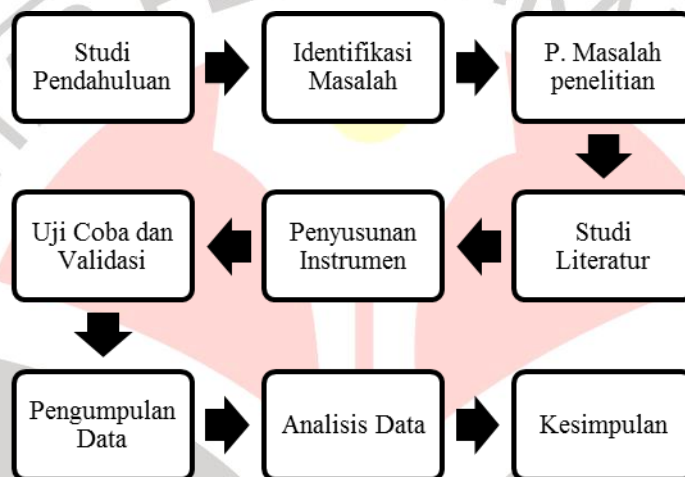 Studi
Pendahuluan
Identifikasi
Masalah
P. Masalah
penelitian
Studi
Literatur
Penyusunan
Instrumen
Uji Coba dan
Validasi
Pengumpulan
Data
Analisis Data
Kesimpulan